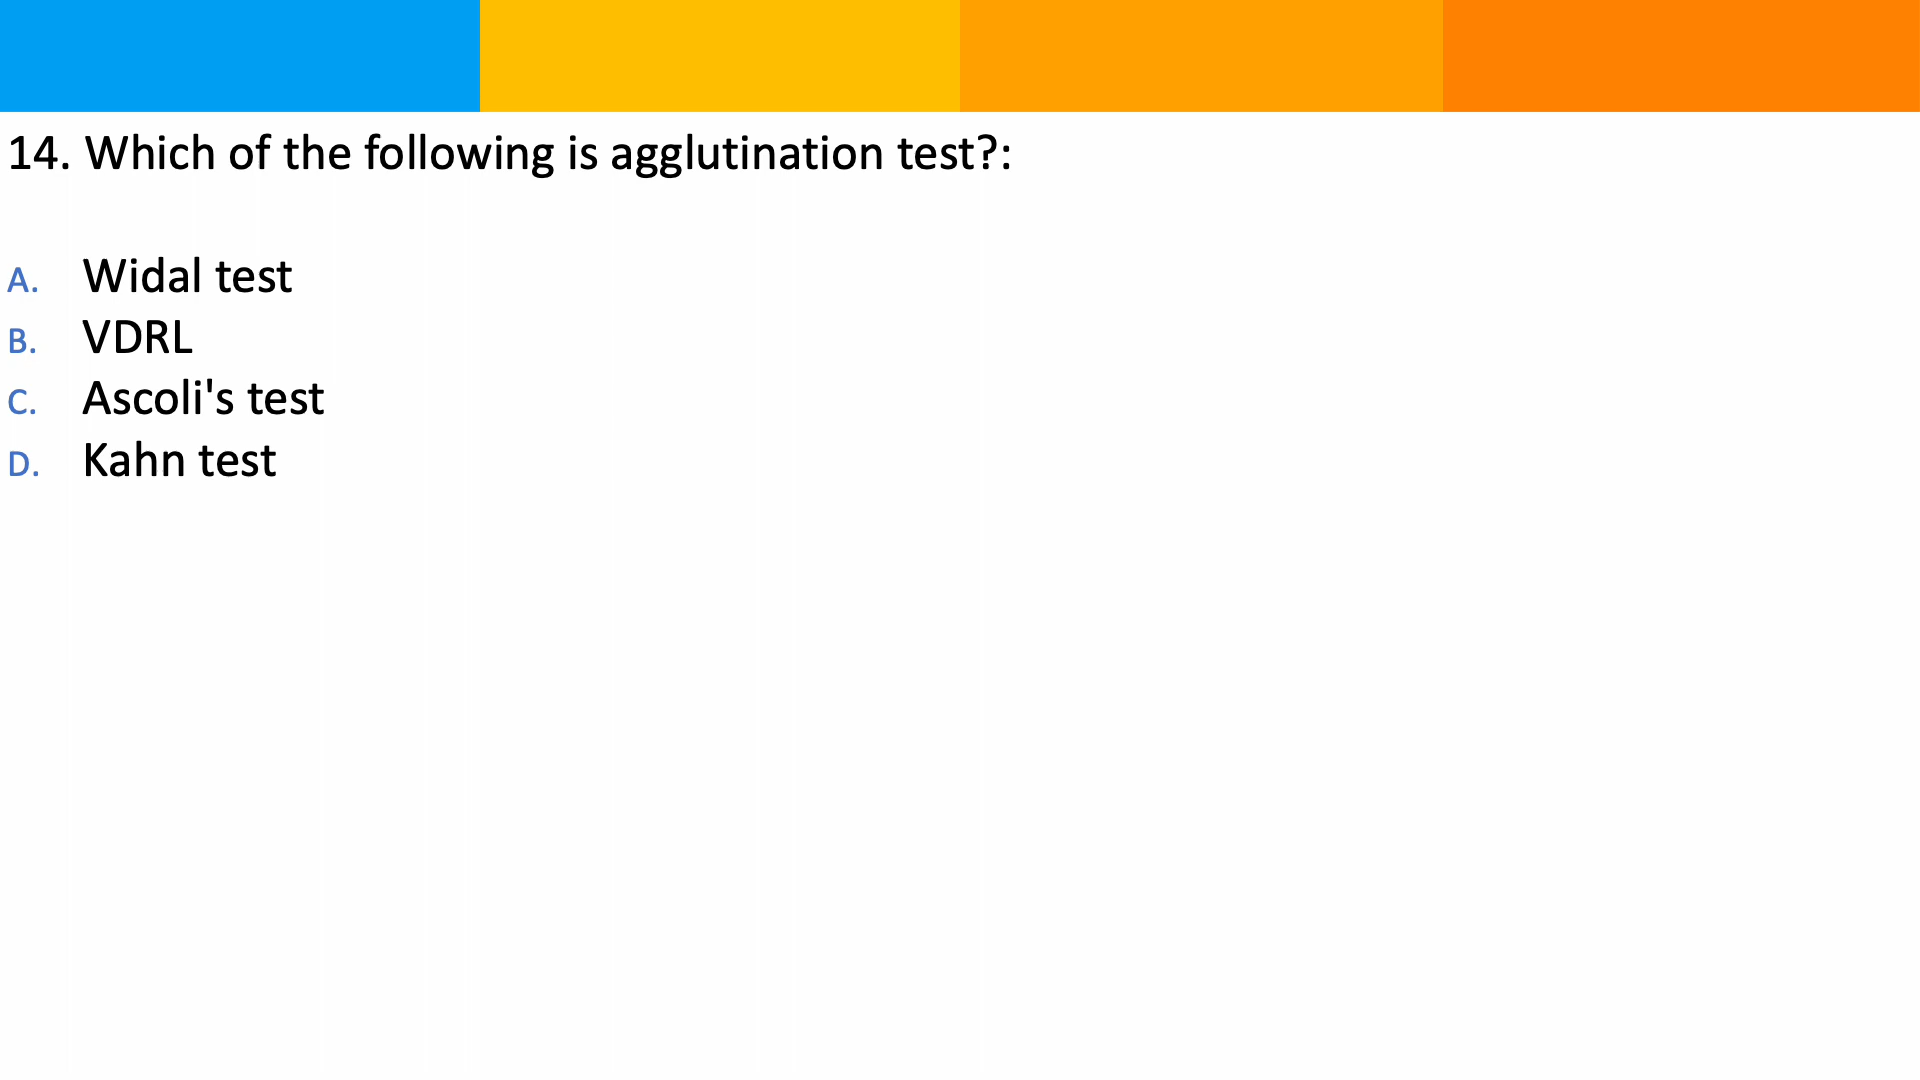 14. Which of the following is agglutination test?:
A. Widal test
B. VDRL
C. Ascoli's test
D. Kahn test